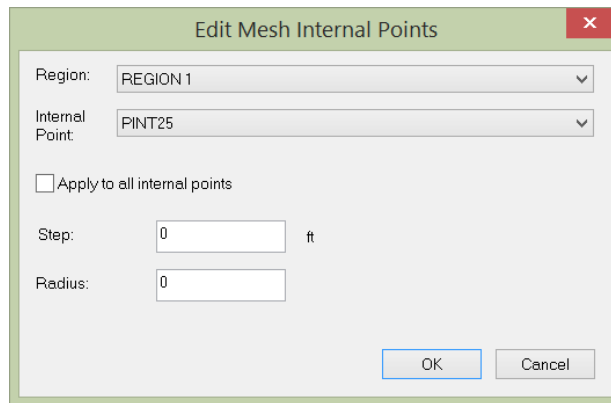 Edit Mesh Internal Points
Region: REGION 1
Internal Point: PINT25
Apply to all internal points
Step: 0 ft
Radius: 0
OK Cancel